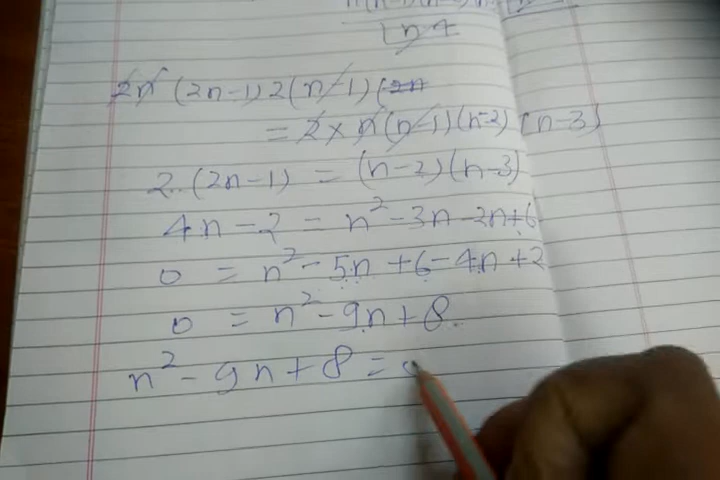 2n (2n-1) 2(n-1) (2n
= 2 × n(n-1)(n-2) (n-3)
2. (2n-1) = (n-2)(n-3)
4n - 2 = n² - 3n - 2n + 6
0 = n² - 5n + 6 - 4n + 2
0 = n² - 9n + 8
n² - 9n + 8 = 0